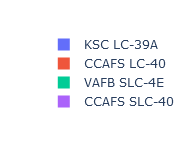 KSC LC-39A
CCAFS LC-40
VAFB SLC-4E
CCAFS SLC-40